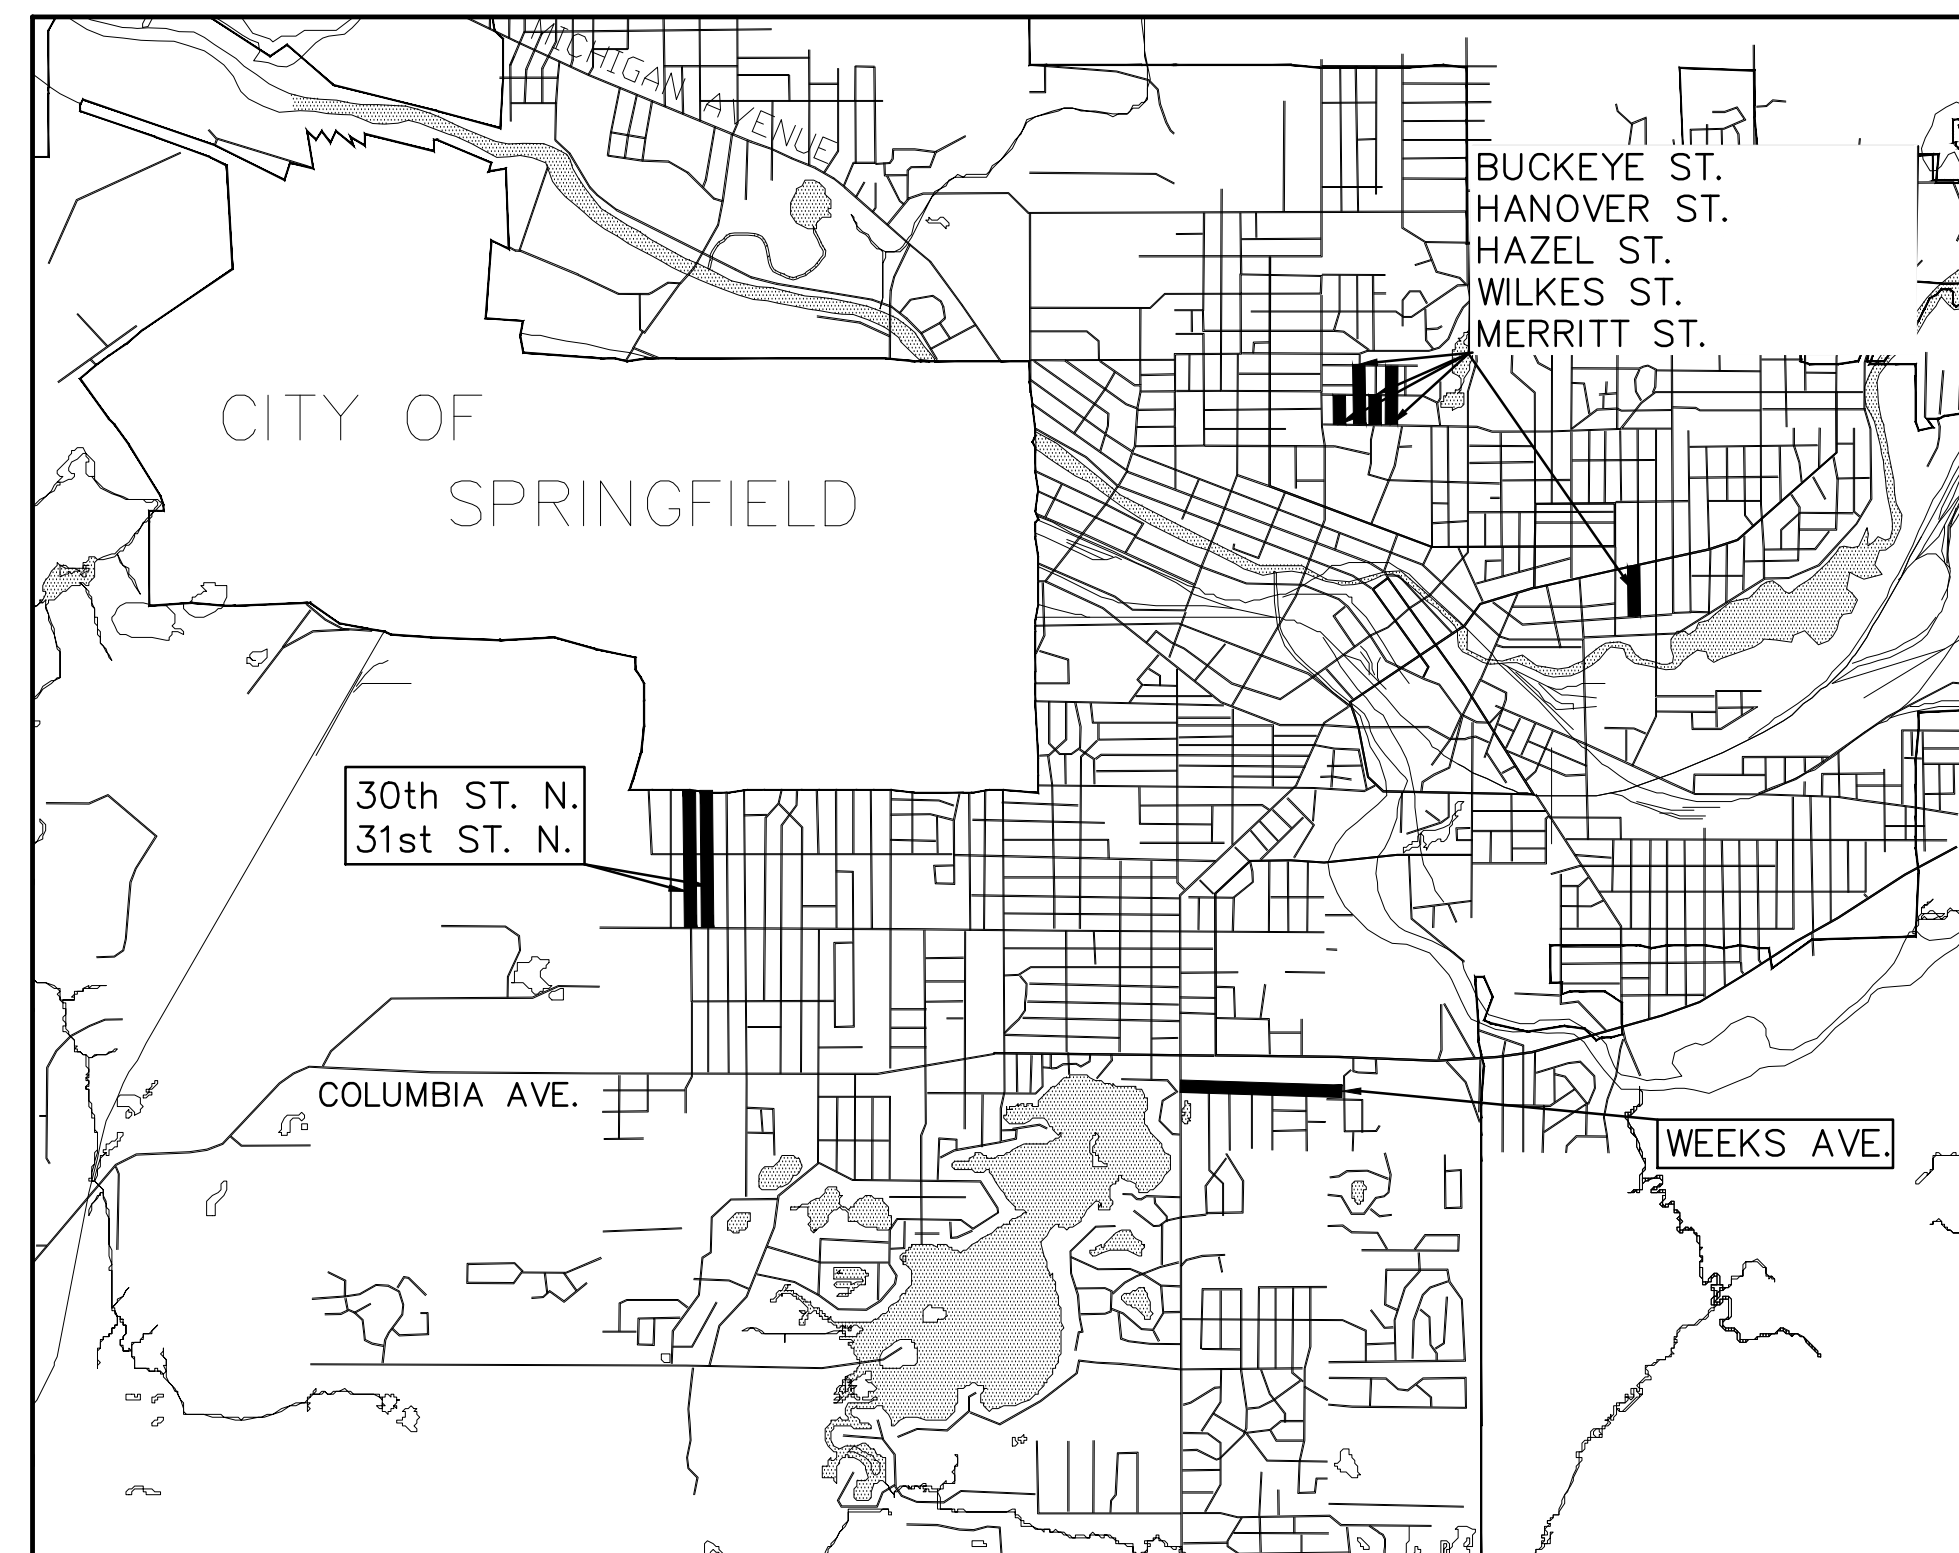 MICHIGAN AVENUE
BUCKEYE ST.
HANOVER ST.
HAZEL ST.
WILKES ST.
MERRITT ST.
CITY OF
SPRINGFIELD
30th ST. N.
31st ST. N.
COLUMBIA AVE.
WEEKS AVE.